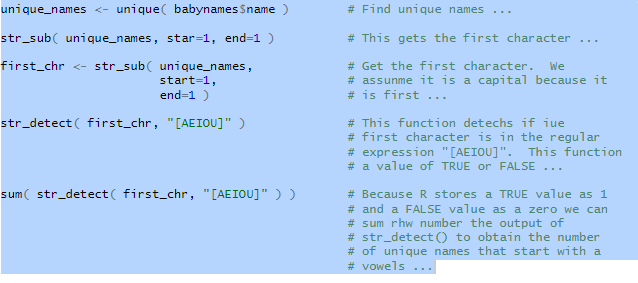 unique_names <- unique( babynames$name ) # Find unique names ...
str_sub( unique_names, star=1, end=1 ) # This gets the first character ...
first_chr <- str_sub( unique_names, # Get the first character. We
start=1, # assunme it is a capital because it
end=1 ) # is first ...
str_detect( first_chr, "[AEIOU]" ) # This function detechs if iue
# first character is in the regular
# expression "[AEIOU]". This function
# a value of TRUE or FALSE ...
sum( str_detect( first_chr, "[AEIOU]" ) ) # Because R stores a TRUE value as 1
# and a FALSE value as a zero we can
# sum rhw number the output of
# str_detect() to obtain the number
# of unique names that start with a
# vowels ...